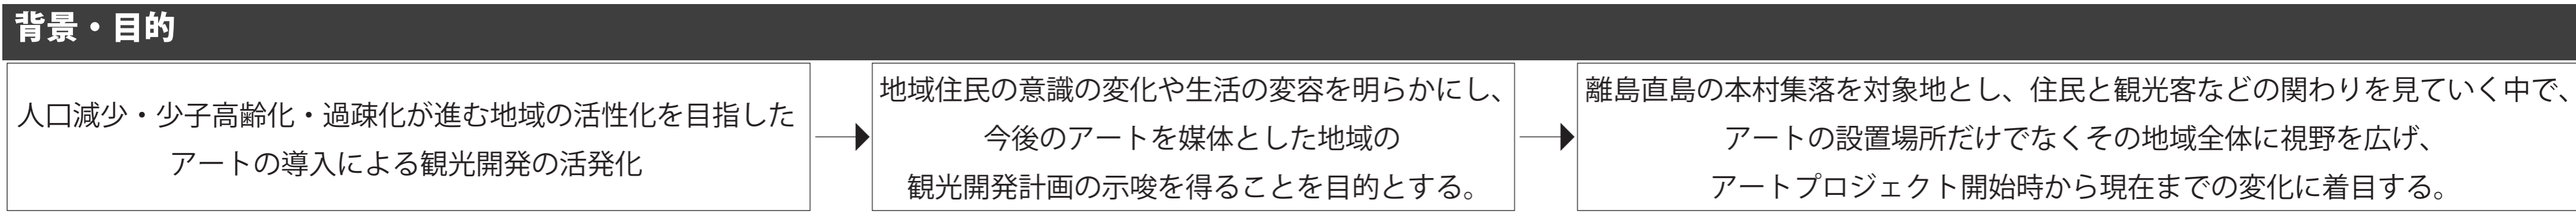 背景・目的
人口減少・少子高齢化・過疎化が進む地域の活性化を目指した
アートの導入による観光開発の活発化
地域住民の意識の変化や生活の変容を明らかにし、
今後のアートを媒体とした地域の
観光開発計画の示唆を得ることを目的とする。
離島直島の本村集落を対象地とし、住民と観光客などの関わりを見ていく中で、
アートの設置場所だけでなくその地域全体に視野を広げ、
アートプロジェクト開始時から現在までの変化に着目する。